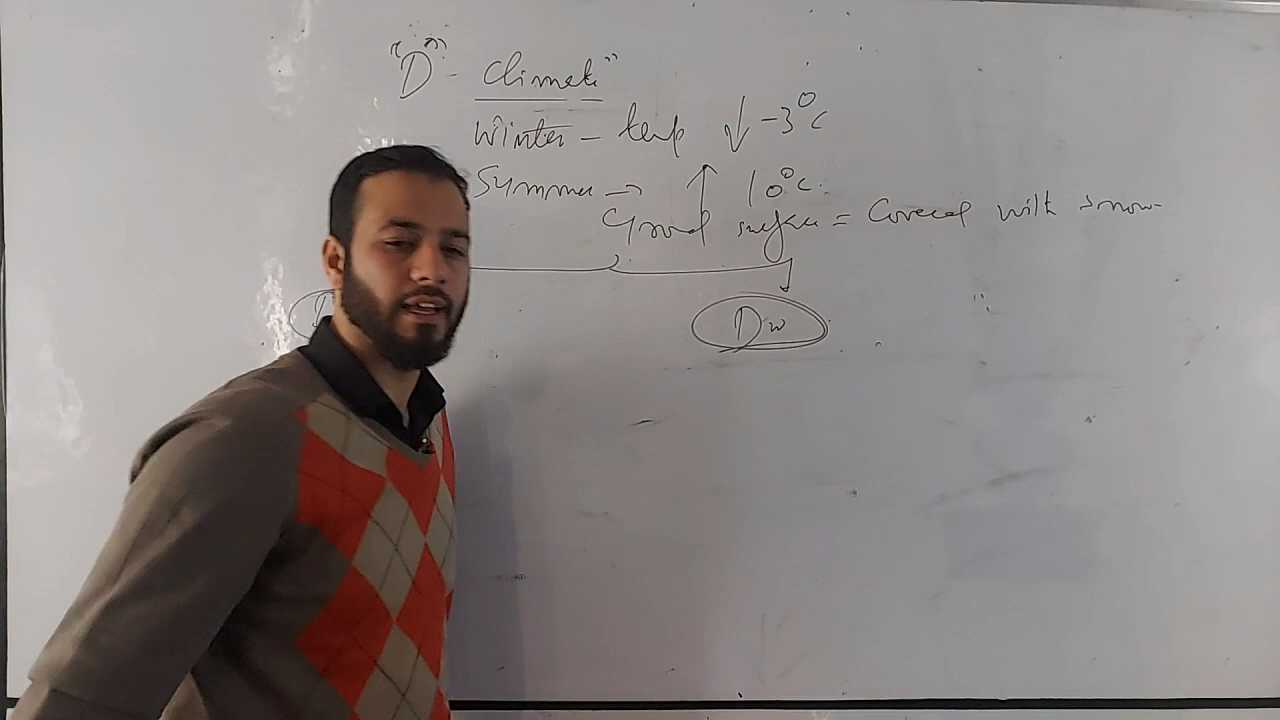 "D" - Climate"
Winter - temp ↓ -3°C
Summer → ↑ 10°C.
Ground surface = Covered with snow
D
Dw